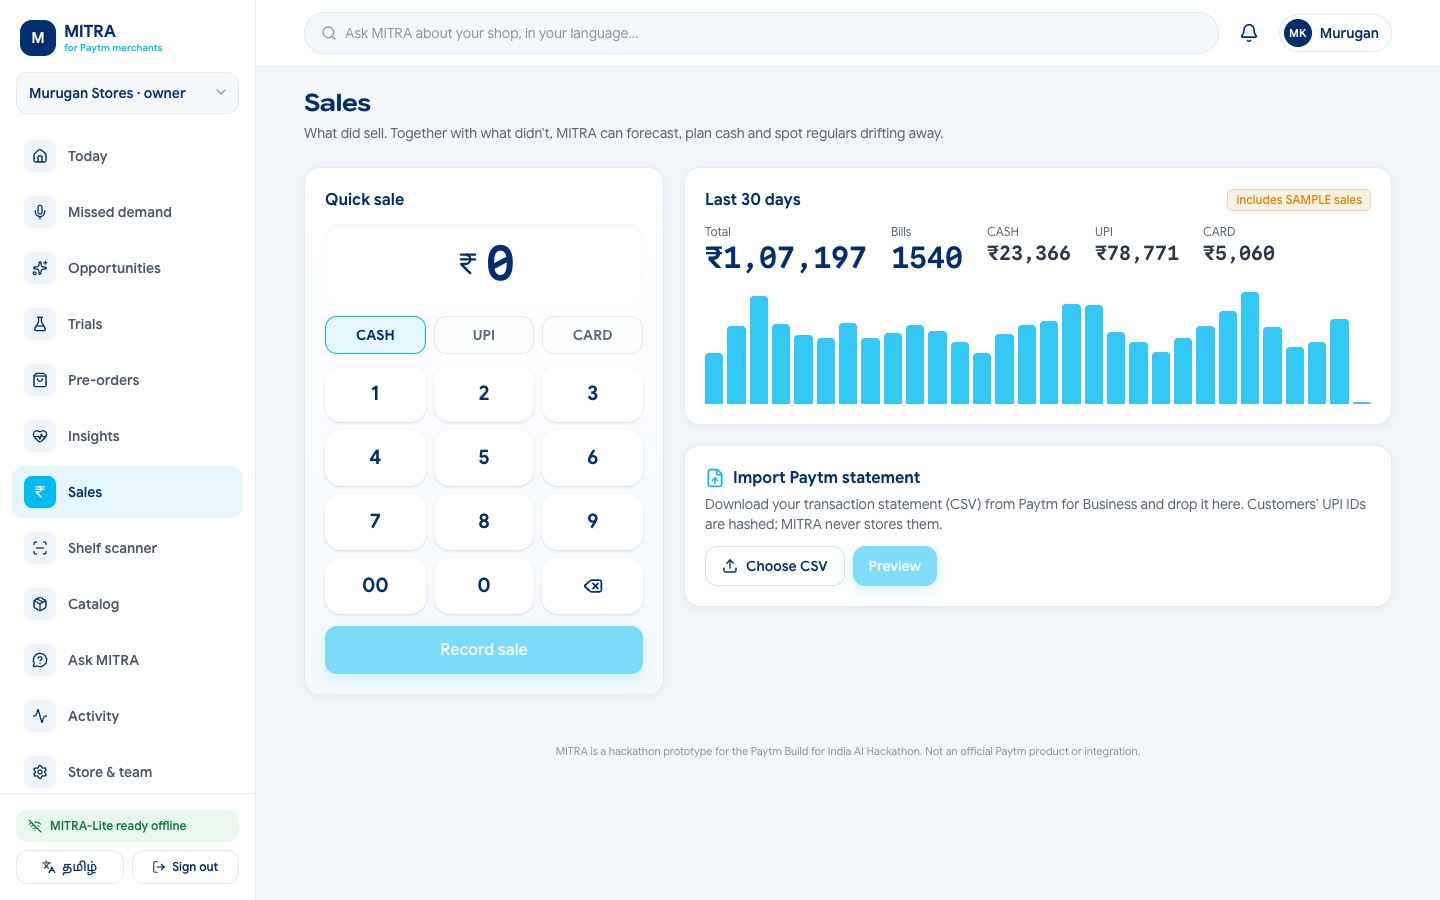 M
MITRA
for Paytm merchants
Murugan Stores · owner
Today
Missed demand
Opportunities
Trials
Pre-orders
Insights
₹ Sales
Shelf scanner
Catalog
Ask MITRA
Activity
Store & team
MITRA-Lite ready offline
தமிழ்
Sign out
Ask MITRA about your shop, in your language...
MK Murugan
Sales
What did sell. Together with what didn't, MITRA can forecast, plan cash and spot regulars drifting away.
Quick sale
₹ 0
CASH UPI CARD
1 2 3
4 5 6
7 8 9
00 0
Record sale
Last 30 days
includes SAMPLE sales
Total Bills CASH UPI CARD
₹1,07,197 1540 ₹23,366 ₹78,771 ₹5,060
Import Paytm statement
Download your transaction statement (CSV) from Paytm for Business and drop it here. Customers' UPI IDs
are hashed; MITRA never stores them.
Choose CSV Preview
MITRA is a hackathon prototype for the Paytm Build for India AI Hackathon. Not an official Paytm product or integration.